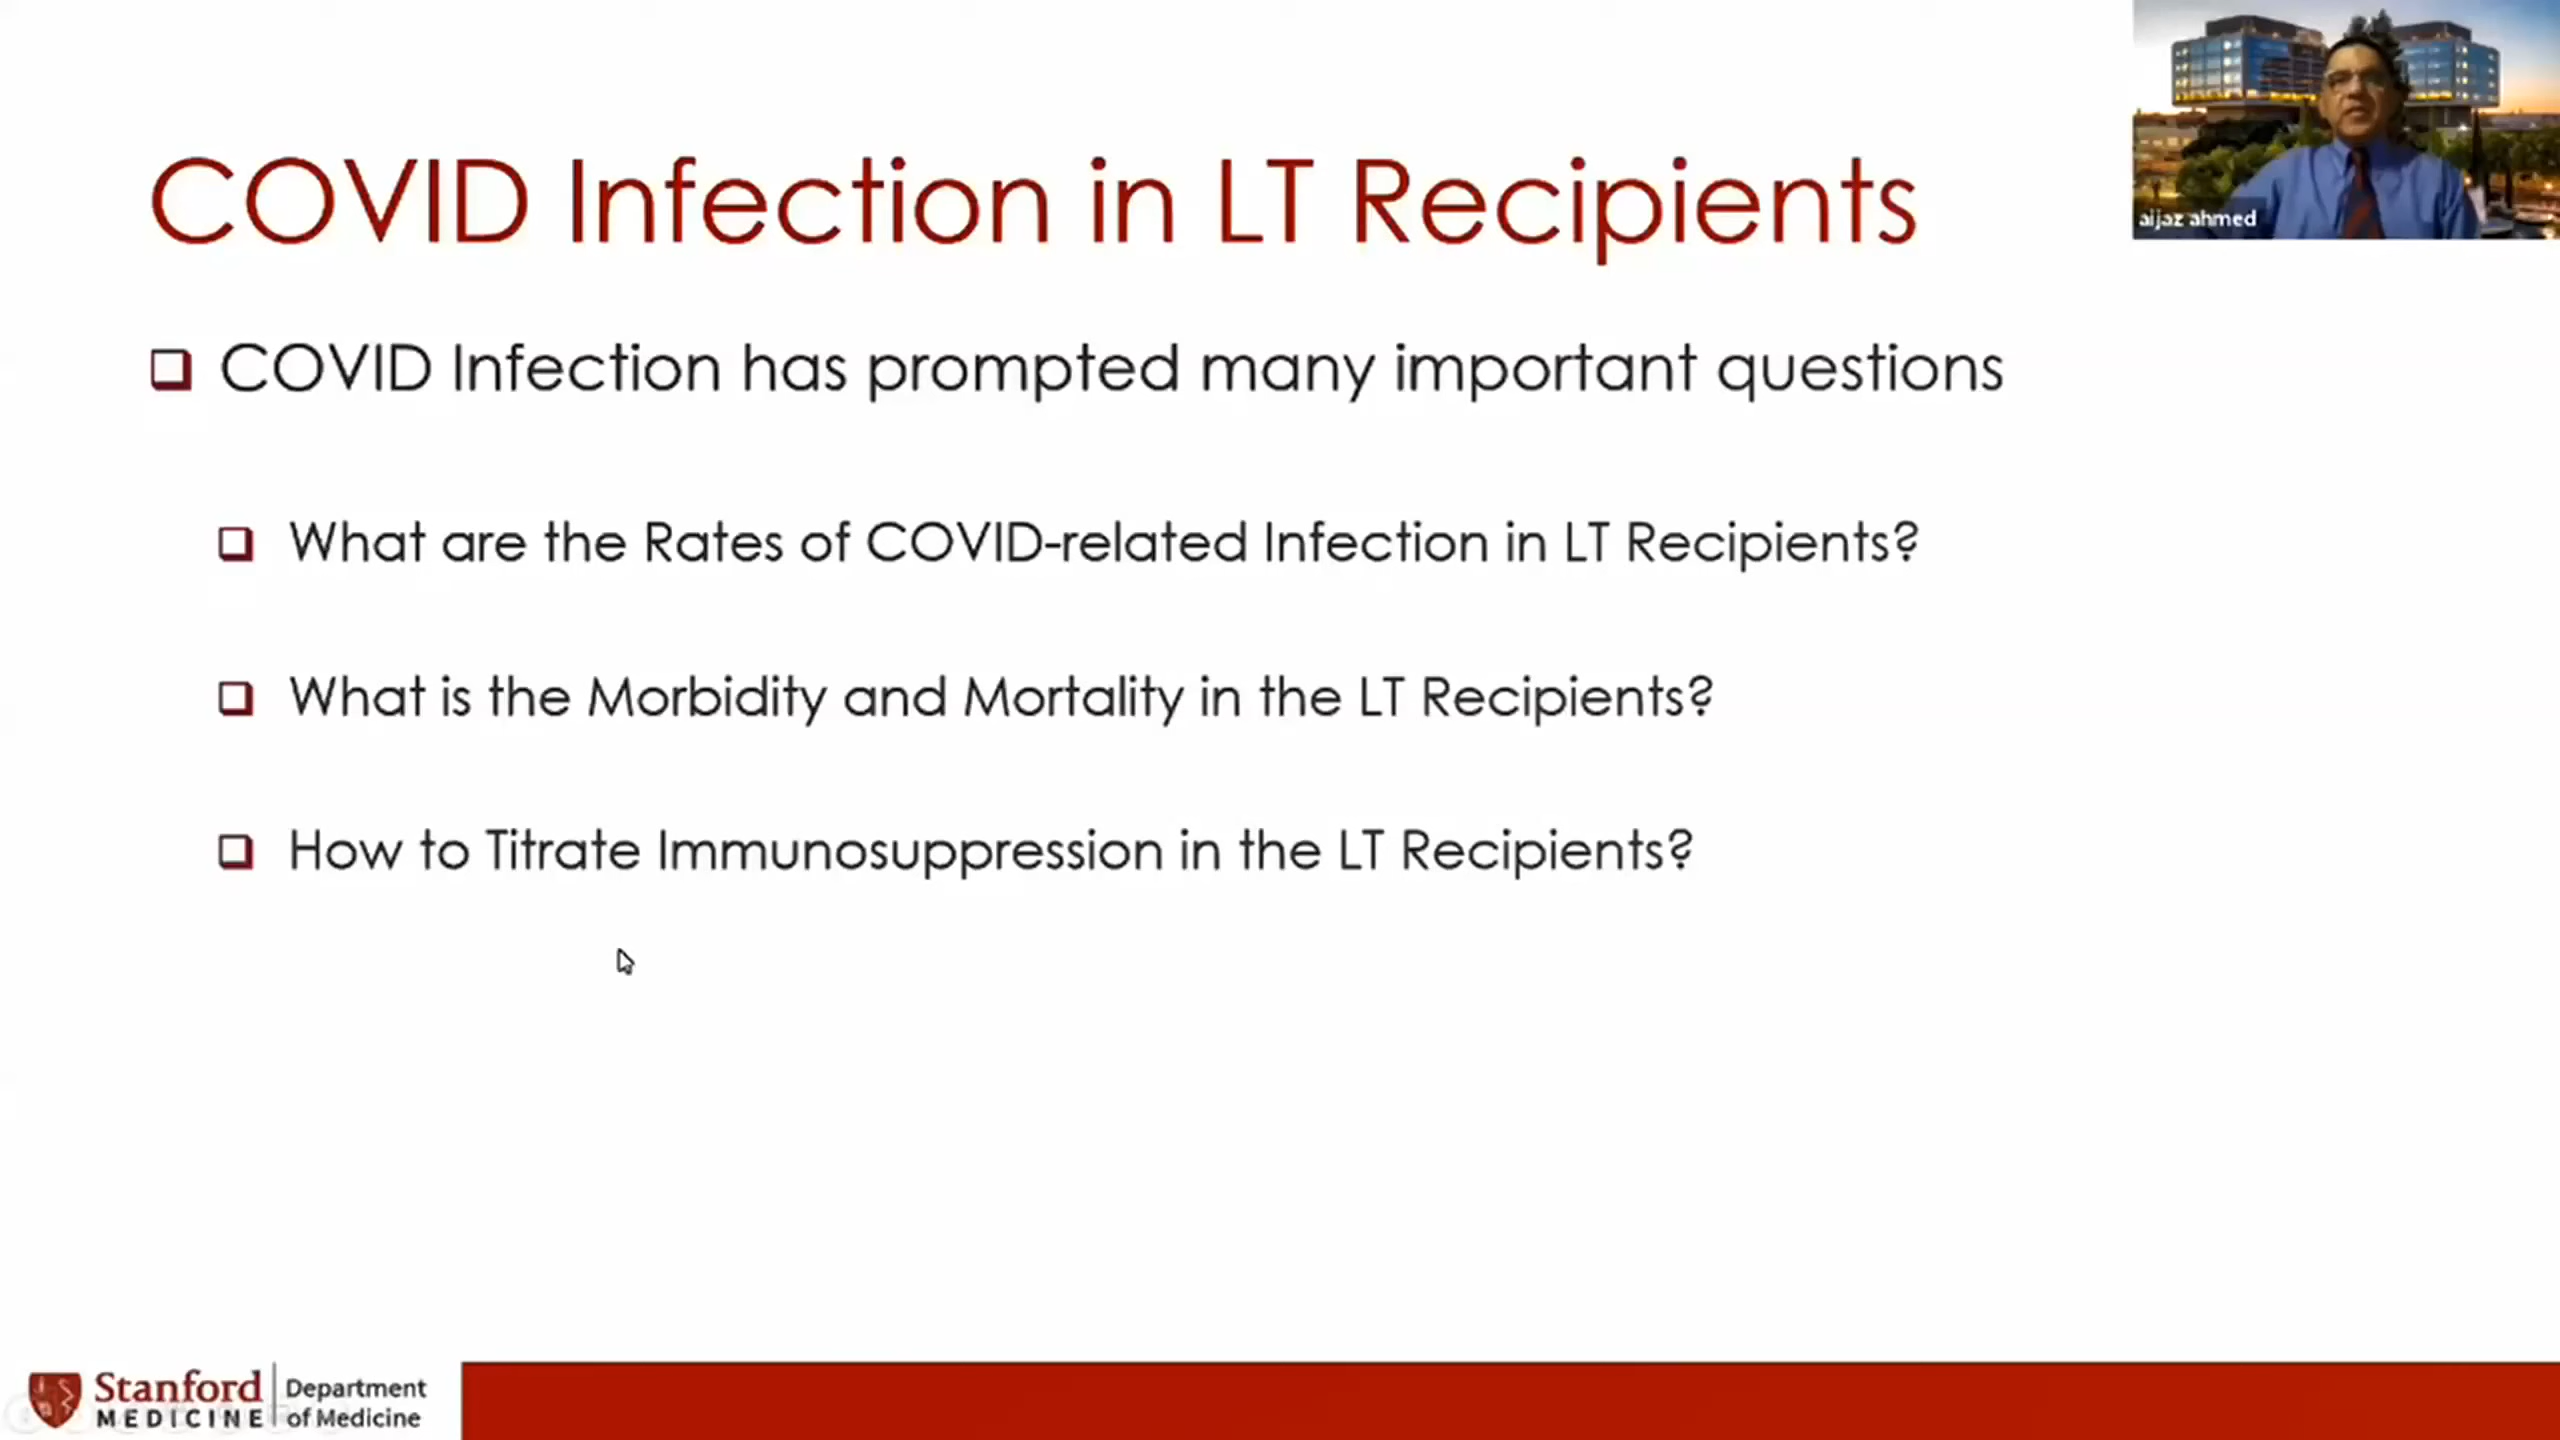 COVID Infection in LT Recipients
aijaz ahmed
COVID Infection has prompted many important questions
What are the Rates of COVID-related Infection in LT Recipients?
What is the Morbidity and Mortality in the LT Recipients?
How to Titrate Immunosuppression in the LT Recipients?
Stanford
MEDICINE
Department
of Medicine